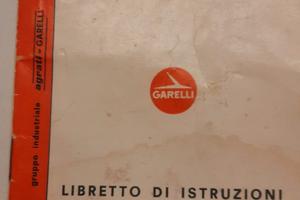 gruppo industriale agrati-GARELLI
GARELLI
LIBRETTO DI ISTRUZIONI